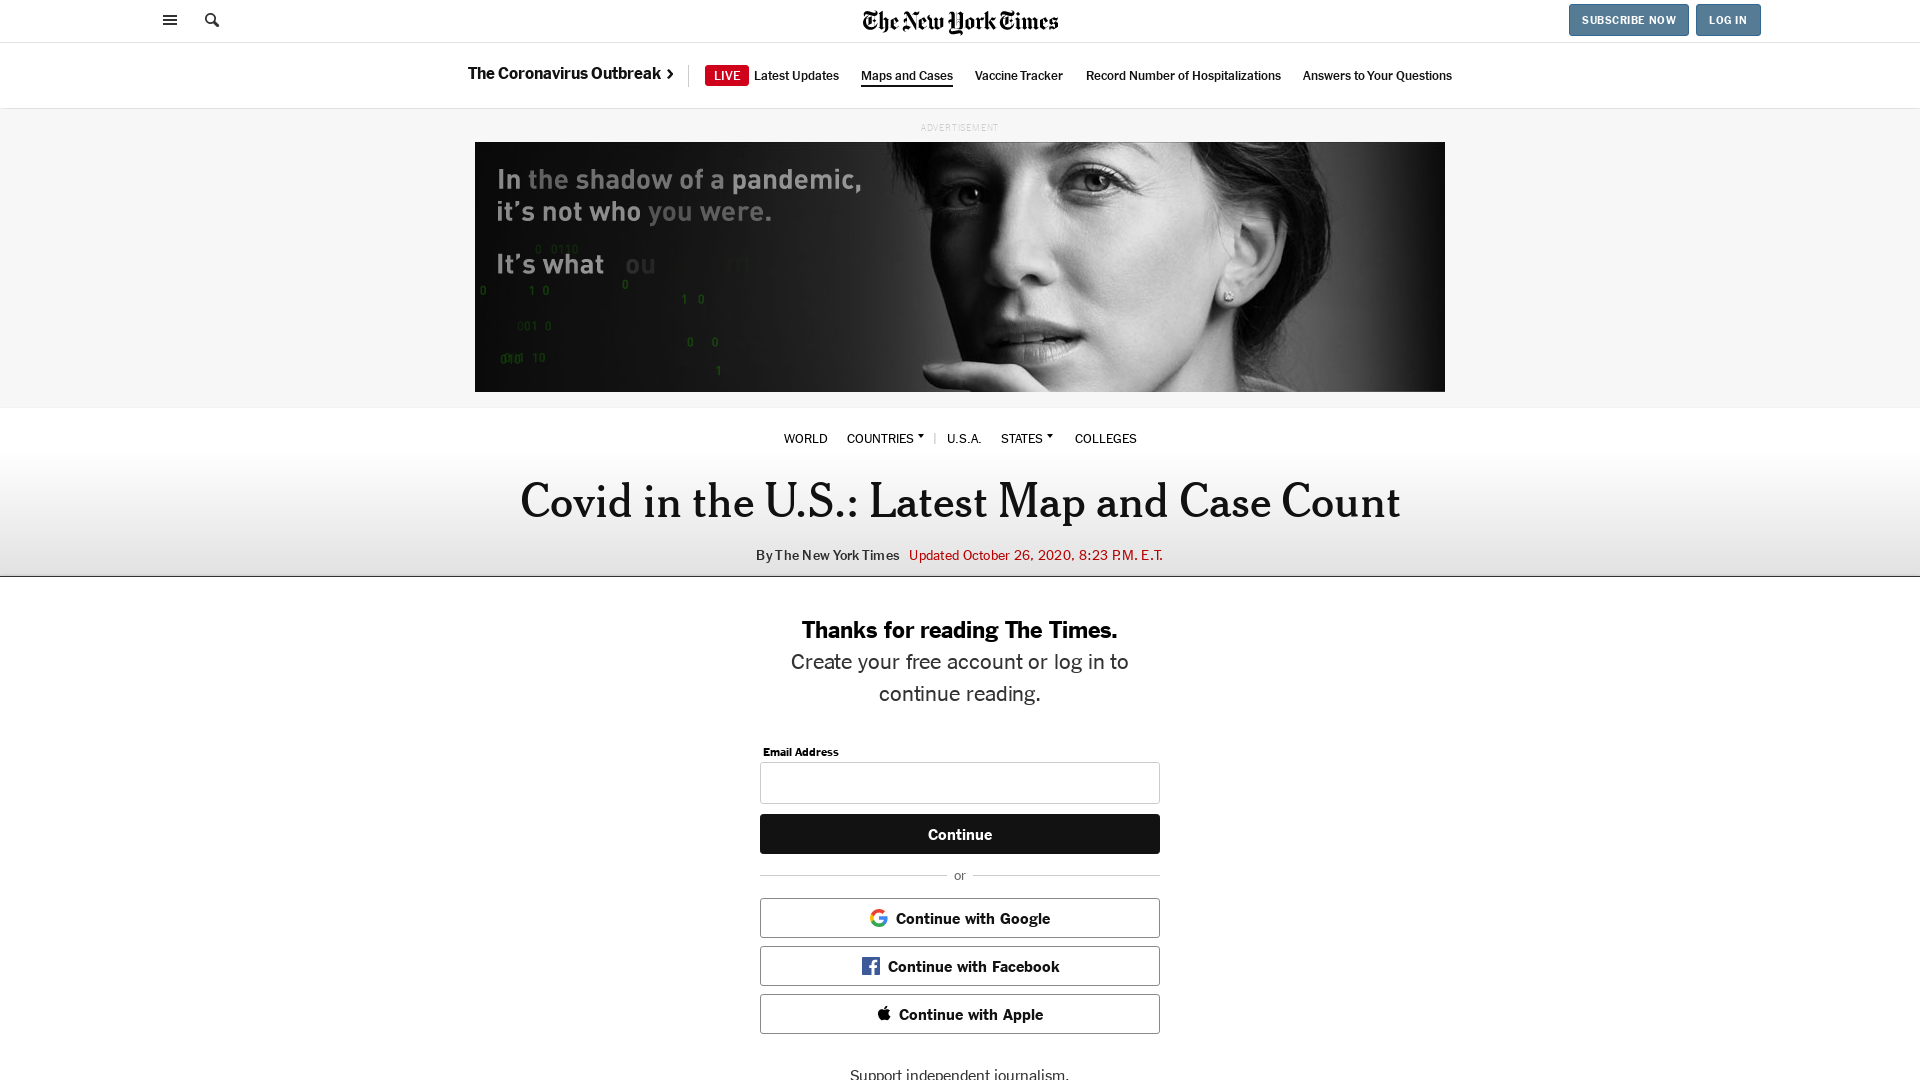 The New York Times
SUBSCRIBE NOW
LOG IN
The Coronavirus Outbreak
LIVE Latest Updates
Maps and Cases
Vaccine Tracker
Record Number of Hospitalizations
Answers to Your Questions
ADVERTISEMENT
In the shadow of a pandemic,
it's not who you were.
0 0110
It's what ou
0
0 1 0
1 0
001 0
0 0
10
1
WORLD COUNTRIES | U.S.A. STATES COLLEGES
Covid in the U.S.: Latest Map and Case Count
By The New York Times Updated October 26, 2020, 8:23 P.M. E.T.
Thanks for reading The Times.
Create your free account or log in to
continue reading.
Email Address
Continue
or
Continue with Google
Continue with Facebook
Continue with Apple
Support independent journalism.